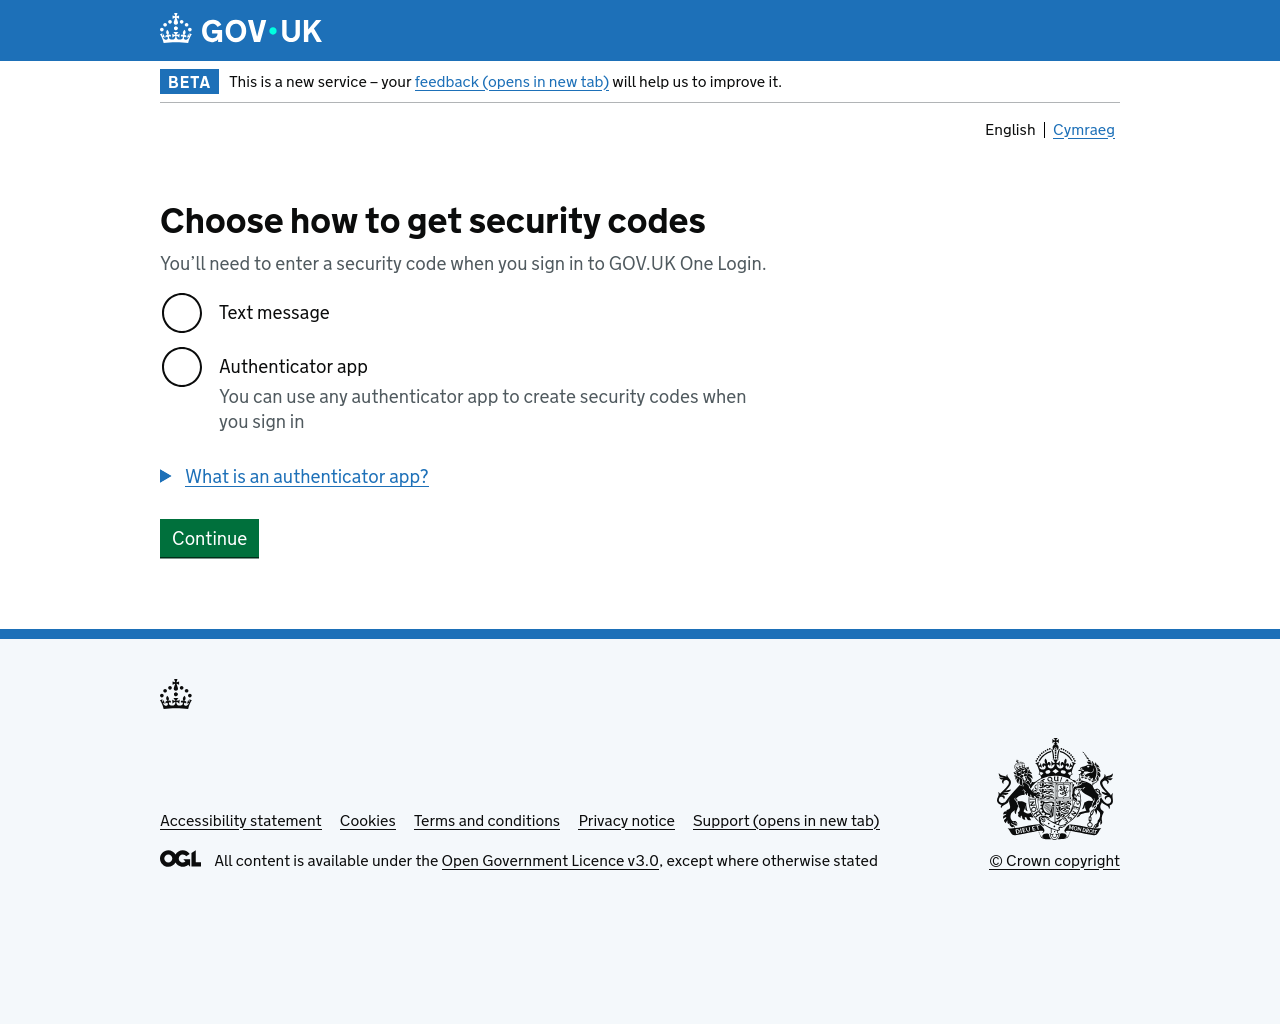 GOV·UK
BETA This is a new service – your feedback (opens in new tab) will help us to improve it.
English | Cymraeg
Choose how to get security codes
You’ll need to enter a security code when you sign in to GOV.UK One Login.
Text message
Authenticator app
You can use any authenticator app to create security codes when
you sign in
What is an authenticator app?
Continue
Accessibility statement Cookies Terms and conditions Privacy notice Support (opens in new tab)
DIEU ET MON DROIT
OGL All content is available under the Open Government Licence v3.0, except where otherwise stated
© Crown copyright